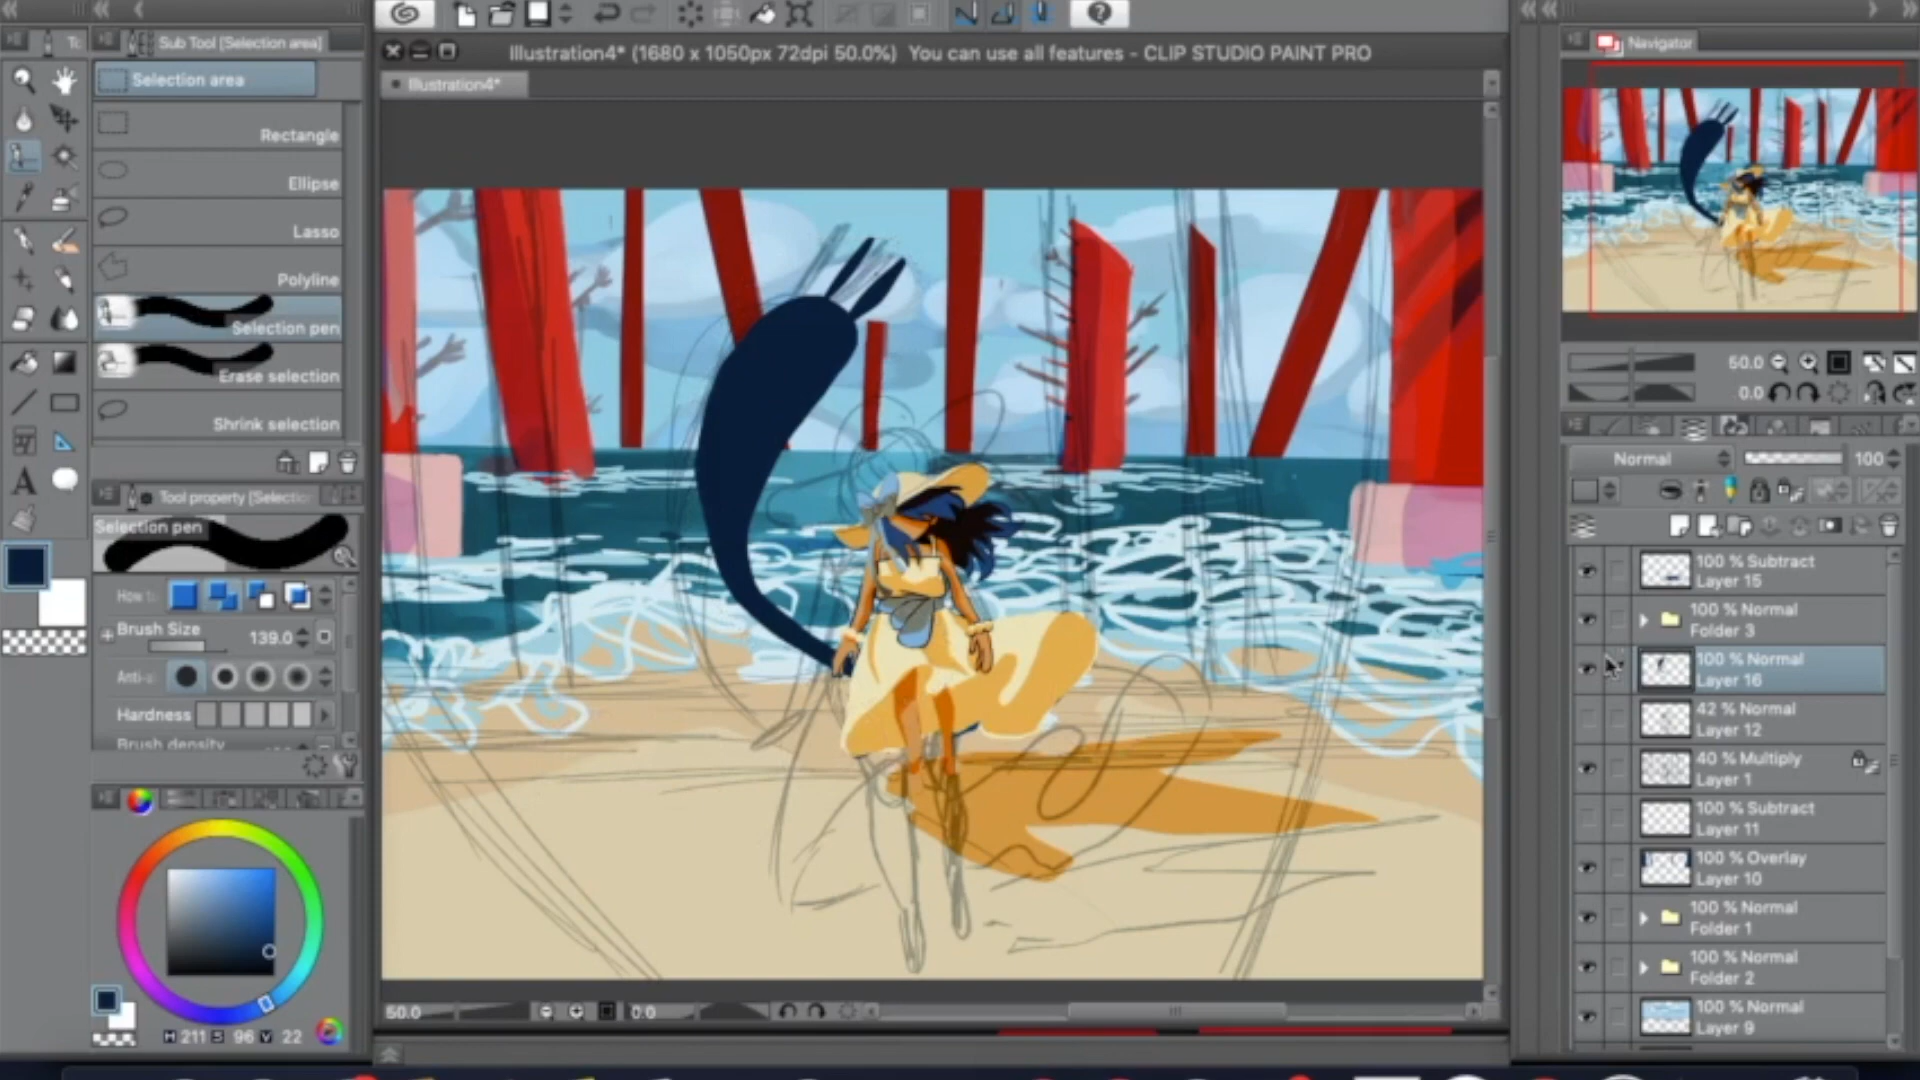 Sub Tool [Selection area]
Selection area
Rectangle
Ellipse
Lasso
Polyline
Selection pen
Erase selection
Shrink selection
Tool property [Selectio
Selection pen
How to
Brush Size 139.0
Anti-a
Hardness
Brush density
H 211 S 96 V 22
Illustration4* (1680 x 1050px 72dpi 50.0%) You can use all features - CLIP STUDIO PAINT PRO
Illustration4*
50.0
0.0
Navigator
50.0
0.0
Normal 100
100 % Subtract
Layer 15
100 % Normal
Folder 3
100 % Normal
Layer 16
42 % Normal
Layer 12
40 % Multiply
Layer 1
100 % Subtract
Layer 11
100 % Overlay
Layer 10
100 % Normal
Folder 1
100 % Normal
Folder 2
100 % Normal
Layer 9